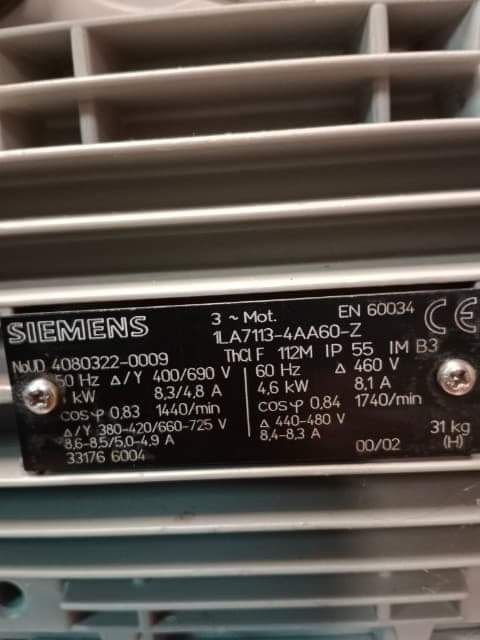 SIEMENS
3 ~ Mot. EN 60034
1LA7113-4AA60-Z CE
No UD 4080322-0009 ThCl F 112M IP 55 IM B3
50 Hz Δ/Y 400/690 V 60 Hz Δ 460 V
kW 8,3/4,8 A 4,6 kW 8,1 A
cosφ 0,83 1440/min cosφ 0,84 1740/min
Δ/Y 380-420/660-725 V Δ 440-480 V 31 kg
8,6-8,5/5,0-4,9 A 8,4-8,3 A 00/02 (H)
33176 6004